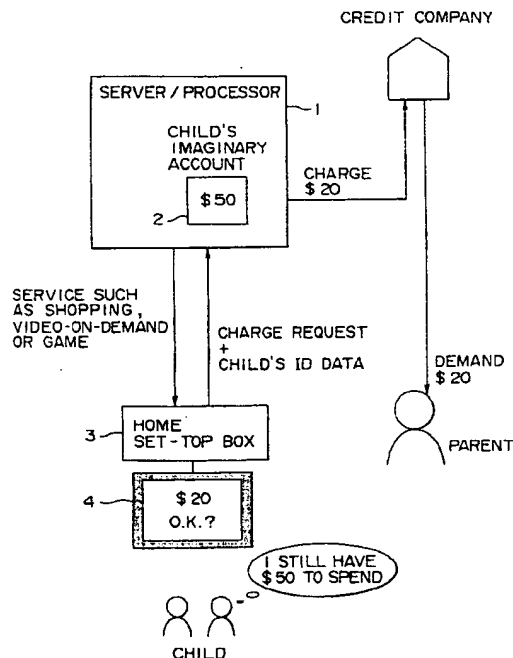 CREDIT COMPANY
SERVER/PROCESSOR
1
CHILD'S
IMAGINARY
ACCOUNT
$50
2
CHARGE
$20
SERVICE SUCH
AS SHOPPING,
VIDEO-ON-DEMAND
OR GAME
CHARGE REQUEST
+
CHILD'S ID DATA
DEMAND
$20
PARENT
3
HOME
SET-TOP BOX
4
$20
O.K.?
I STILL HAVE
$50 TO SPEND
CHILD